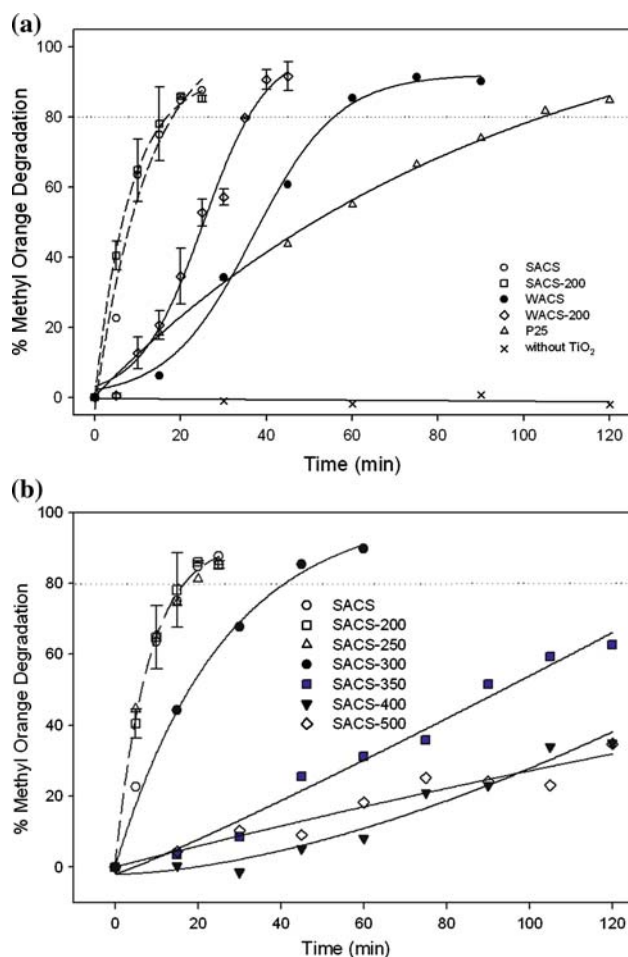 (a)
100
80
60
40
20
0
% Methyl Orange Degradation
SACS
SACS-200
WACS
WACS-200
P25
without TiO₂
0 20 40 60 80 100 120
Time (min)
(b)
100
80
60
40
20
0
% Methyl Orange Degradation
SACS
SACS-200
SACS-250
SACS-300
SACS-350
SACS-400
SACS-500
0 20 40 60 80 100 120
Time (min)